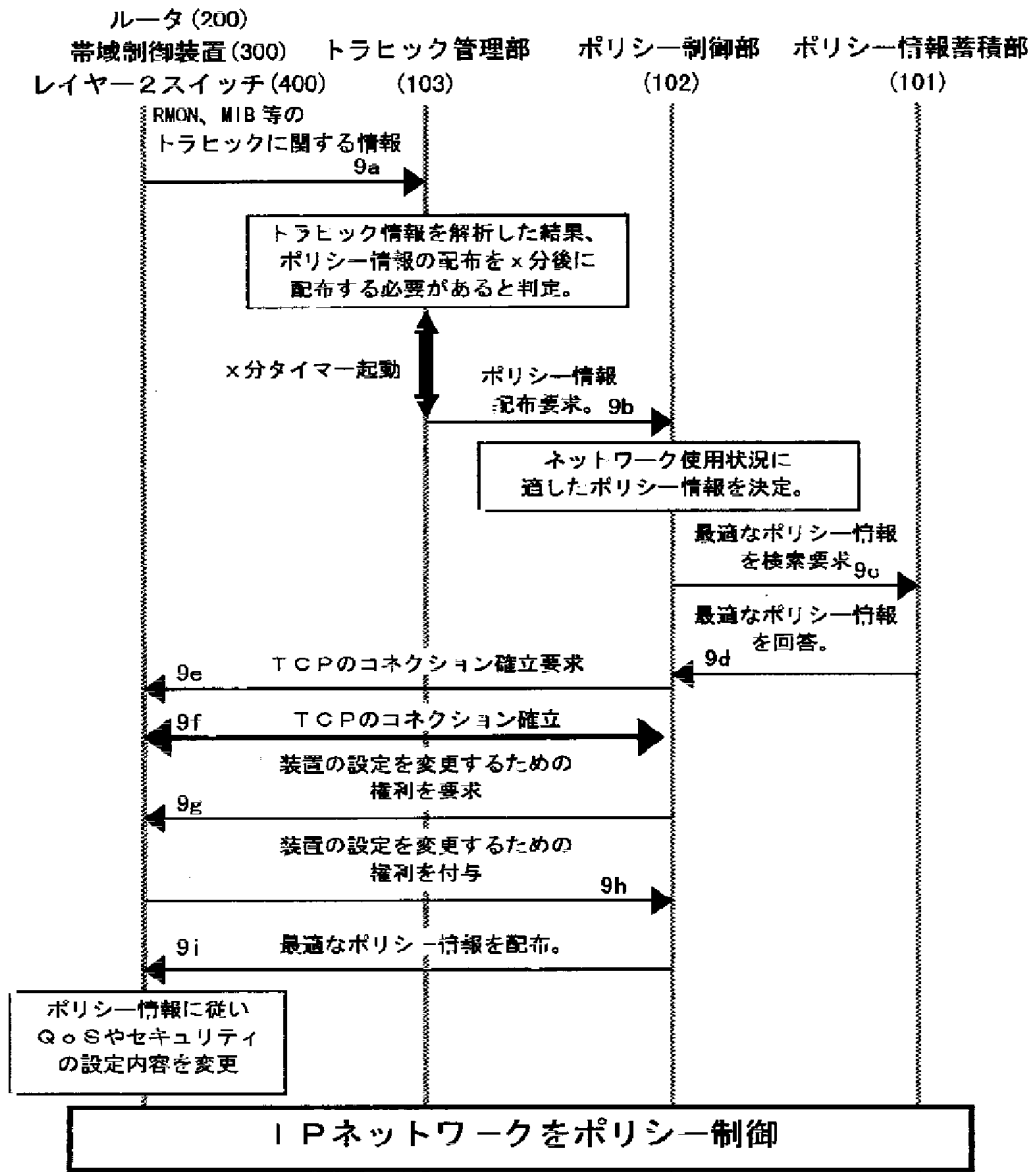 ルータ(200)
帯域制御装置(300)
レイヤー2スイッチ(400)
トラヒック管理部
(103)
ポリシー制御部
(102)
ポリシー情報蓄積部
(101)
RMON、MIB等の
トラヒックに関する情報
9a
トラヒック情報を解析した結果、
ポリシー情報の配布をx分後に
配布する必要があると判定。
x分タイマー起動
ポリシー情報
配布要求。 9b
ネットワーク使用状況に
適したポリシー情報を決定。
最適なポリシー情報
を検索要求 9c
最適なポリシー情報
を回答。
9d
9e TCPのコネクション確立要求
9f TCPのコネクション確立
装置の設定を変更するための
権利を要求
9g
装置の設定を変更するための
権利を付与
9h
9i 最適なポリシー情報を配布。
ポリシー情報に従い
QoSやセキュリティ
の設定内容を変更
IPネットワークをポリシー制御